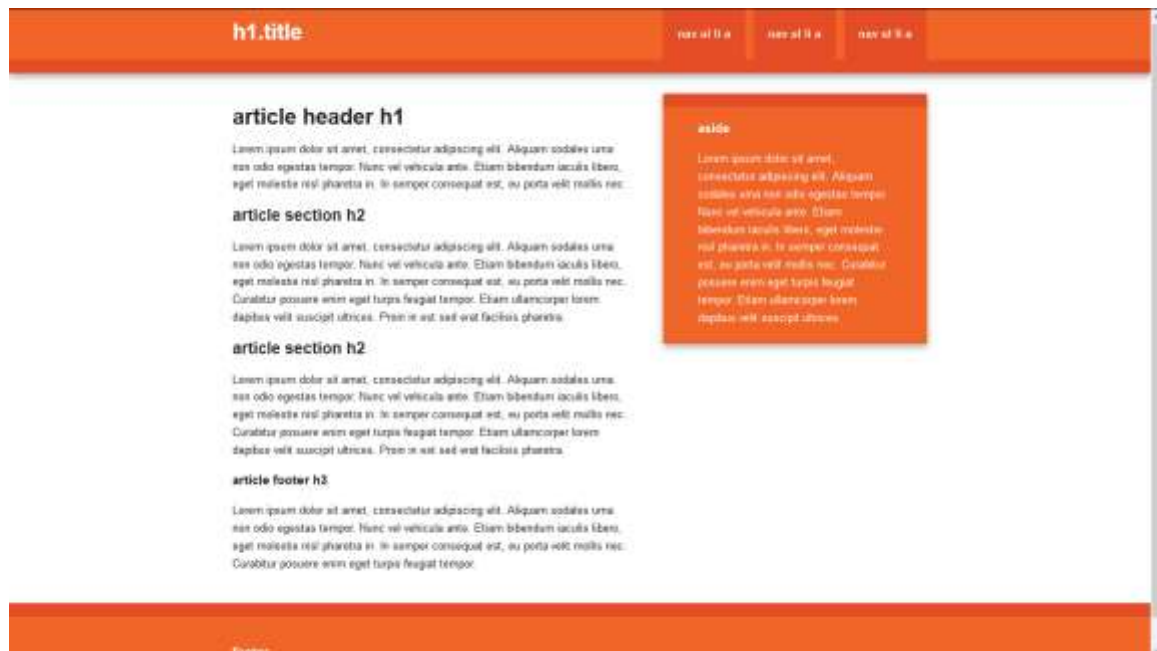 h1.title
nav ul li a
nav ul li a
nav ul li a
article header h1
Lorem ipsum dolor sit amet, consectetur adipiscing elit. Aliquam sodales urna
non odio egestas tempor. Nunc vel vehicula ante. Etiam bibendum iaculis libero,
eget molestie nisl pharetra in. In semper consequat est, eu porta velit mollis nec.
article section h2
Lorem ipsum dolor sit amet, consectetur adipiscing elit. Aliquam sodales urna
non odio egestas tempor. Nunc vel vehicula ante. Etiam bibendum iaculis libero,
eget molestie nisl pharetra in. In semper consequat est, eu porta velit mollis nec.
Curabitur posuere enim eget turpis feugiat tempor. Etiam ullamcorper lorem
dapibus velit suscipit ultrices. Proin in est sed erat facilisis pharetra.
article section h2
Lorem ipsum dolor sit amet, consectetur adipiscing elit. Aliquam sodales urna
non odio egestas tempor. Nunc vel vehicula ante. Etiam bibendum iaculis libero,
eget molestie nisl pharetra in. In semper consequat est, eu porta velit mollis nec.
Curabitur posuere enim eget turpis feugiat tempor. Etiam ullamcorper lorem
dapibus velit suscipit ultrices. Proin in est sed erat facilisis pharetra.
article footer h3
Lorem ipsum dolor sit amet, consectetur adipiscing elit. Aliquam sodales urna
non odio egestas tempor. Nunc vel vehicula ante. Etiam bibendum iaculis libero,
eget molestie nisl pharetra in. In semper consequat est, eu porta velit mollis nec.
Curabitur posuere enim eget turpis feugiat tempor.
aside
Lorem ipsum dolor sit amet,
consectetur adipiscing elit. Aliquam
sodales urna non odio egestas tempor.
Nunc vel vehicula ante. Etiam
bibendum iaculis libero, eget molestie
nisl pharetra in. In semper consequat
est, eu porta velit mollis nec. Curabitur
posuere enim eget turpis feugiat
tempor. Etiam ullamcorper lorem
dapibus velit suscipit ultrices.